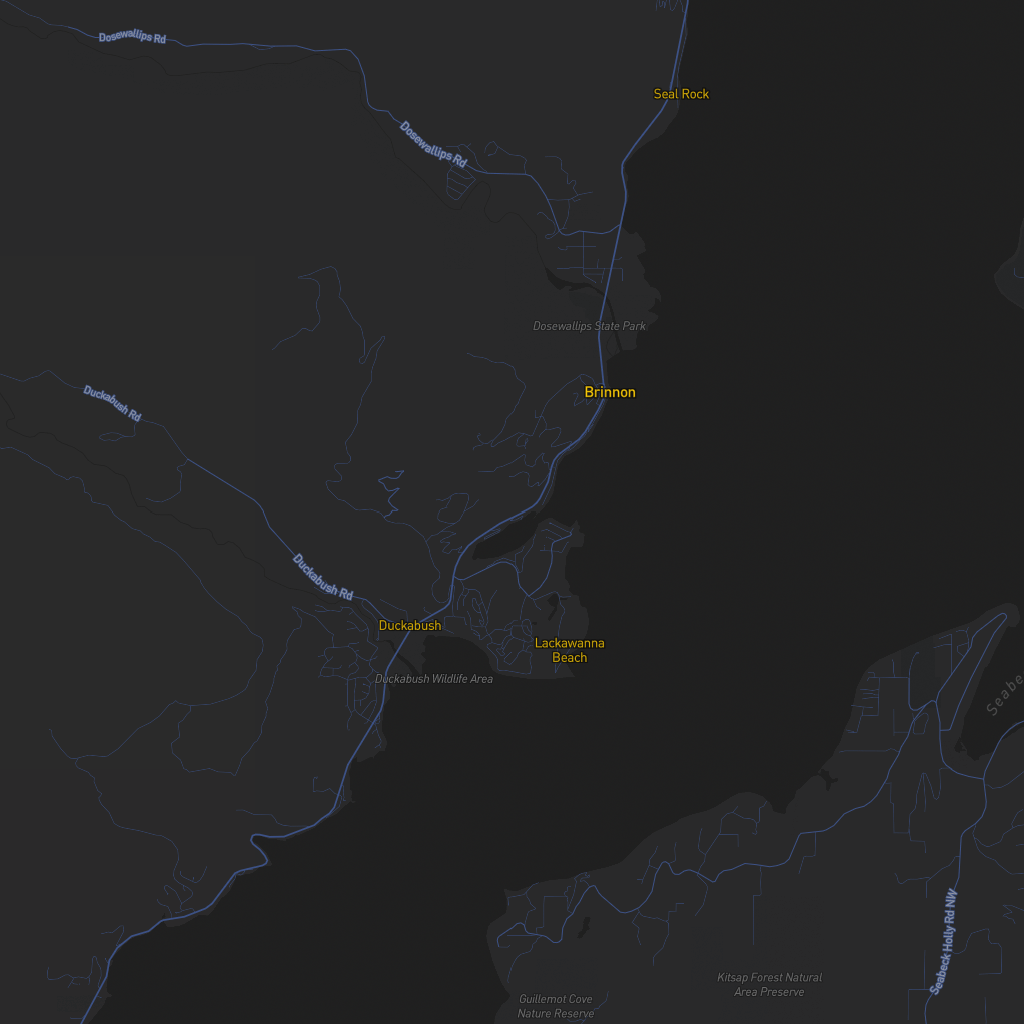 Dosewallips Rd
Seal Rock
Dosewallips Rd
Dosewallips State Park
Brinnon
Duckabush Rd
Duckabush Rd
Duckabush
Lackawanna
Beach
Duckabush Wildlife Area
Seabe
Seabeck Holly Rd NW
Kitsap Forest Natural
Area Preserve
Guillemot Cove
Nature Reserve